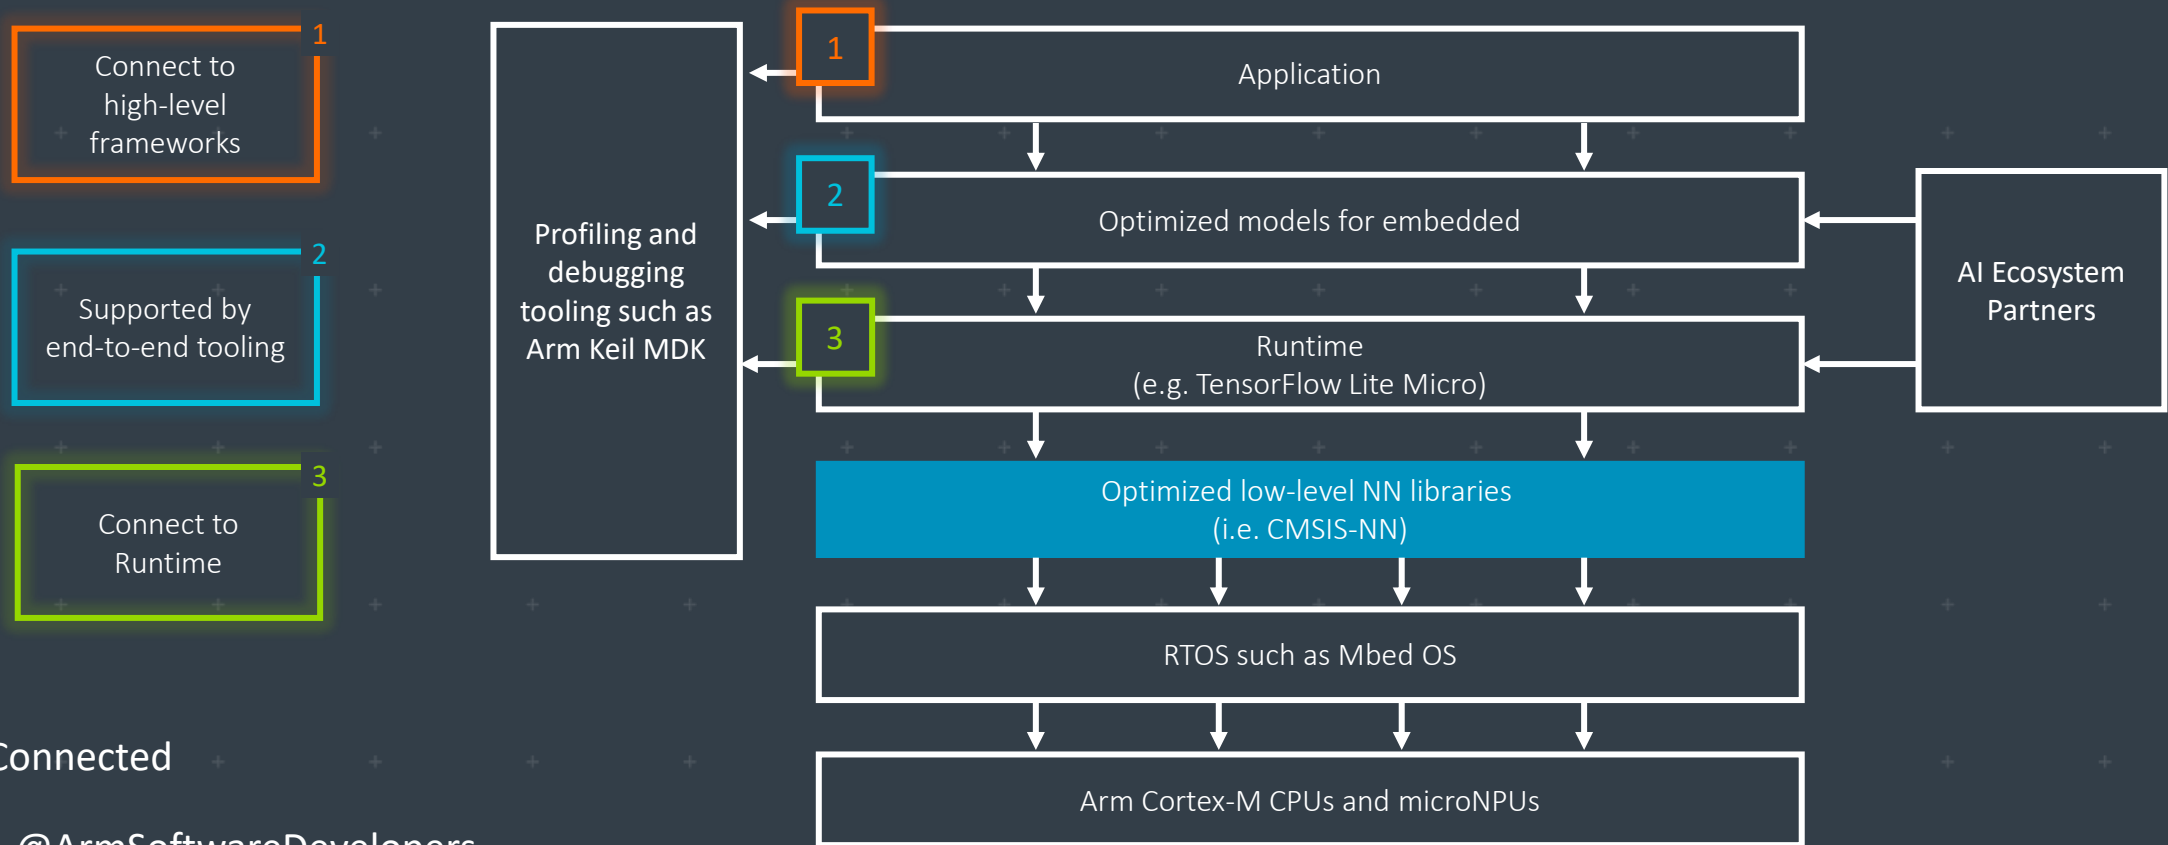 1
Connect to
high-level
frameworks
2
Supported by
end-to-end tooling
3
Connect to
Runtime
Profiling and
debugging
tooling such as
Arm Keil MDK
1
Application
2
Optimized models for embedded
3
Runtime
(e.g. TensorFlow Lite Micro)
Optimized low-level NN libraries
(i.e. CMSIS-NN)
RTOS such as Mbed OS
Arm Cortex-M CPUs and microNPUs
AI Ecosystem
Partners
Connected
@ArmSoftwareDevelopers